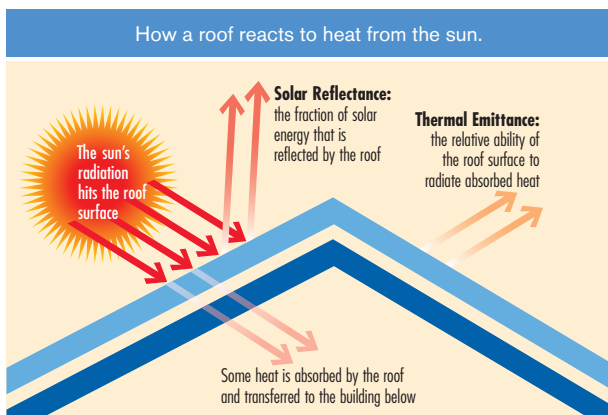 How a roof reacts to heat from the sun.
Solar Reflectance:
the fraction of solar
energy that is
reflected by the roof
Thermal Emittance:
the relative ability of
the roof surface to
radiate absorbed heat
The sun's
radiation
hits the roof
surface
Some heat is absorbed by the roof
and transferred to the building below